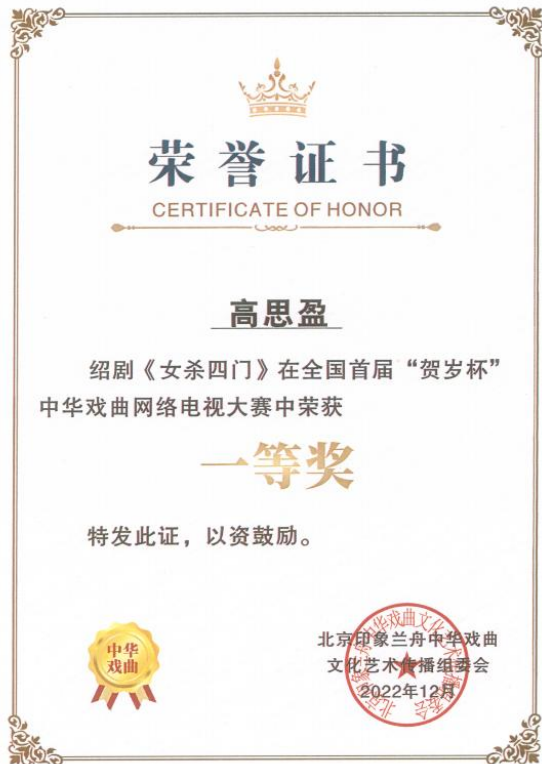 荣誉证书
CERTIFICATE OF HONOR
高思盈
绍剧《女杀四门》在全国首届“贺岁杯”
中华戏曲网络电视大赛中荣获
一等奖
特发此证，以资鼓励。
中华
戏曲
北京印象兰舟中华戏曲
文化艺术传播组委会
2022年12月